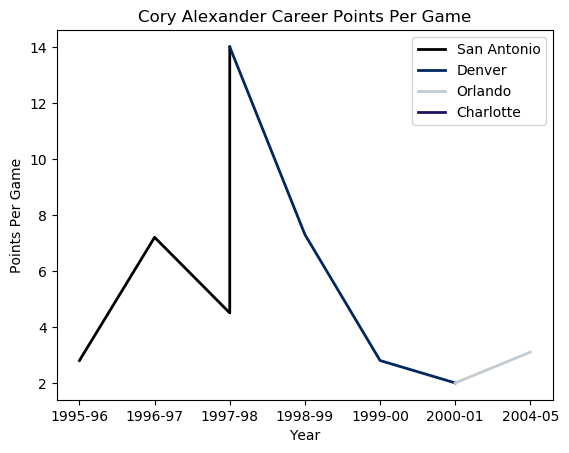 Cory Alexander Career Points Per Game
San Antonio
Denver
Orlando
Charlotte
Points Per Game
14
12
10
8
6
4
2
1995-96 1996-97 1997-98 1998-99 1999-00 2000-01 2004-05
Year